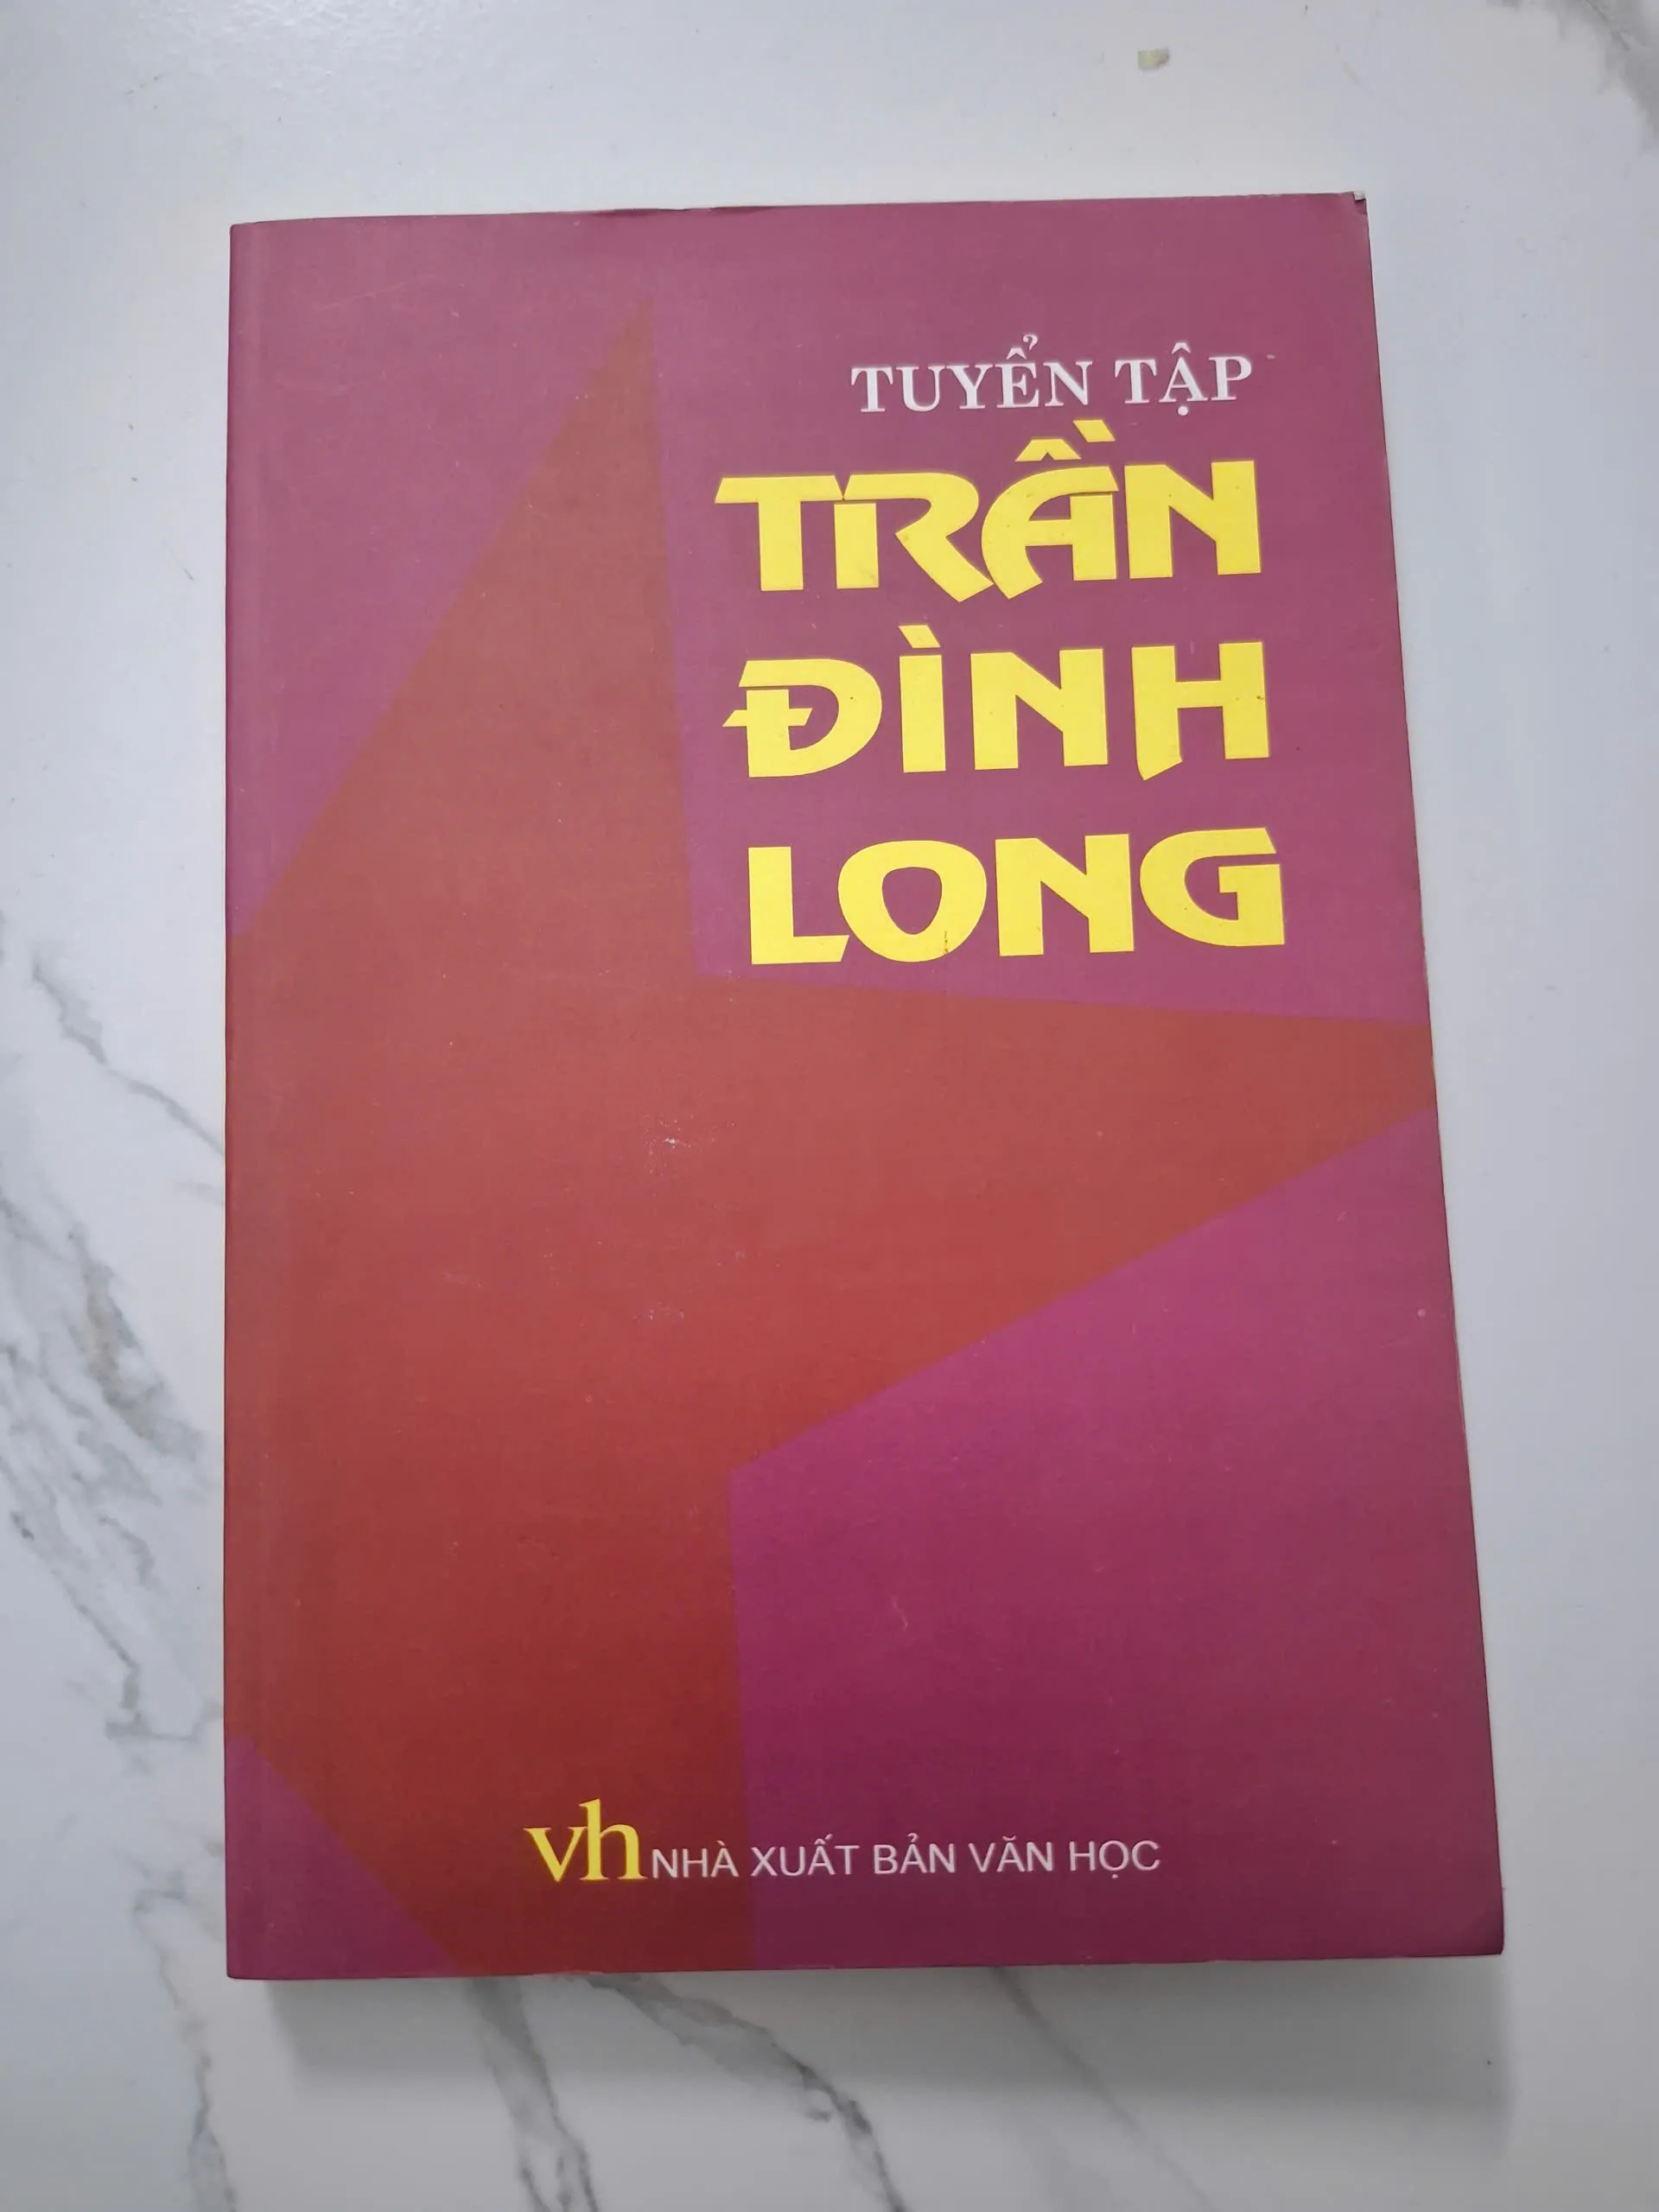 TUYỂN TẬP
TRẦN
ĐÌNH
LONG
vh NHÀ XUẤT BẢN VĂN HỌC